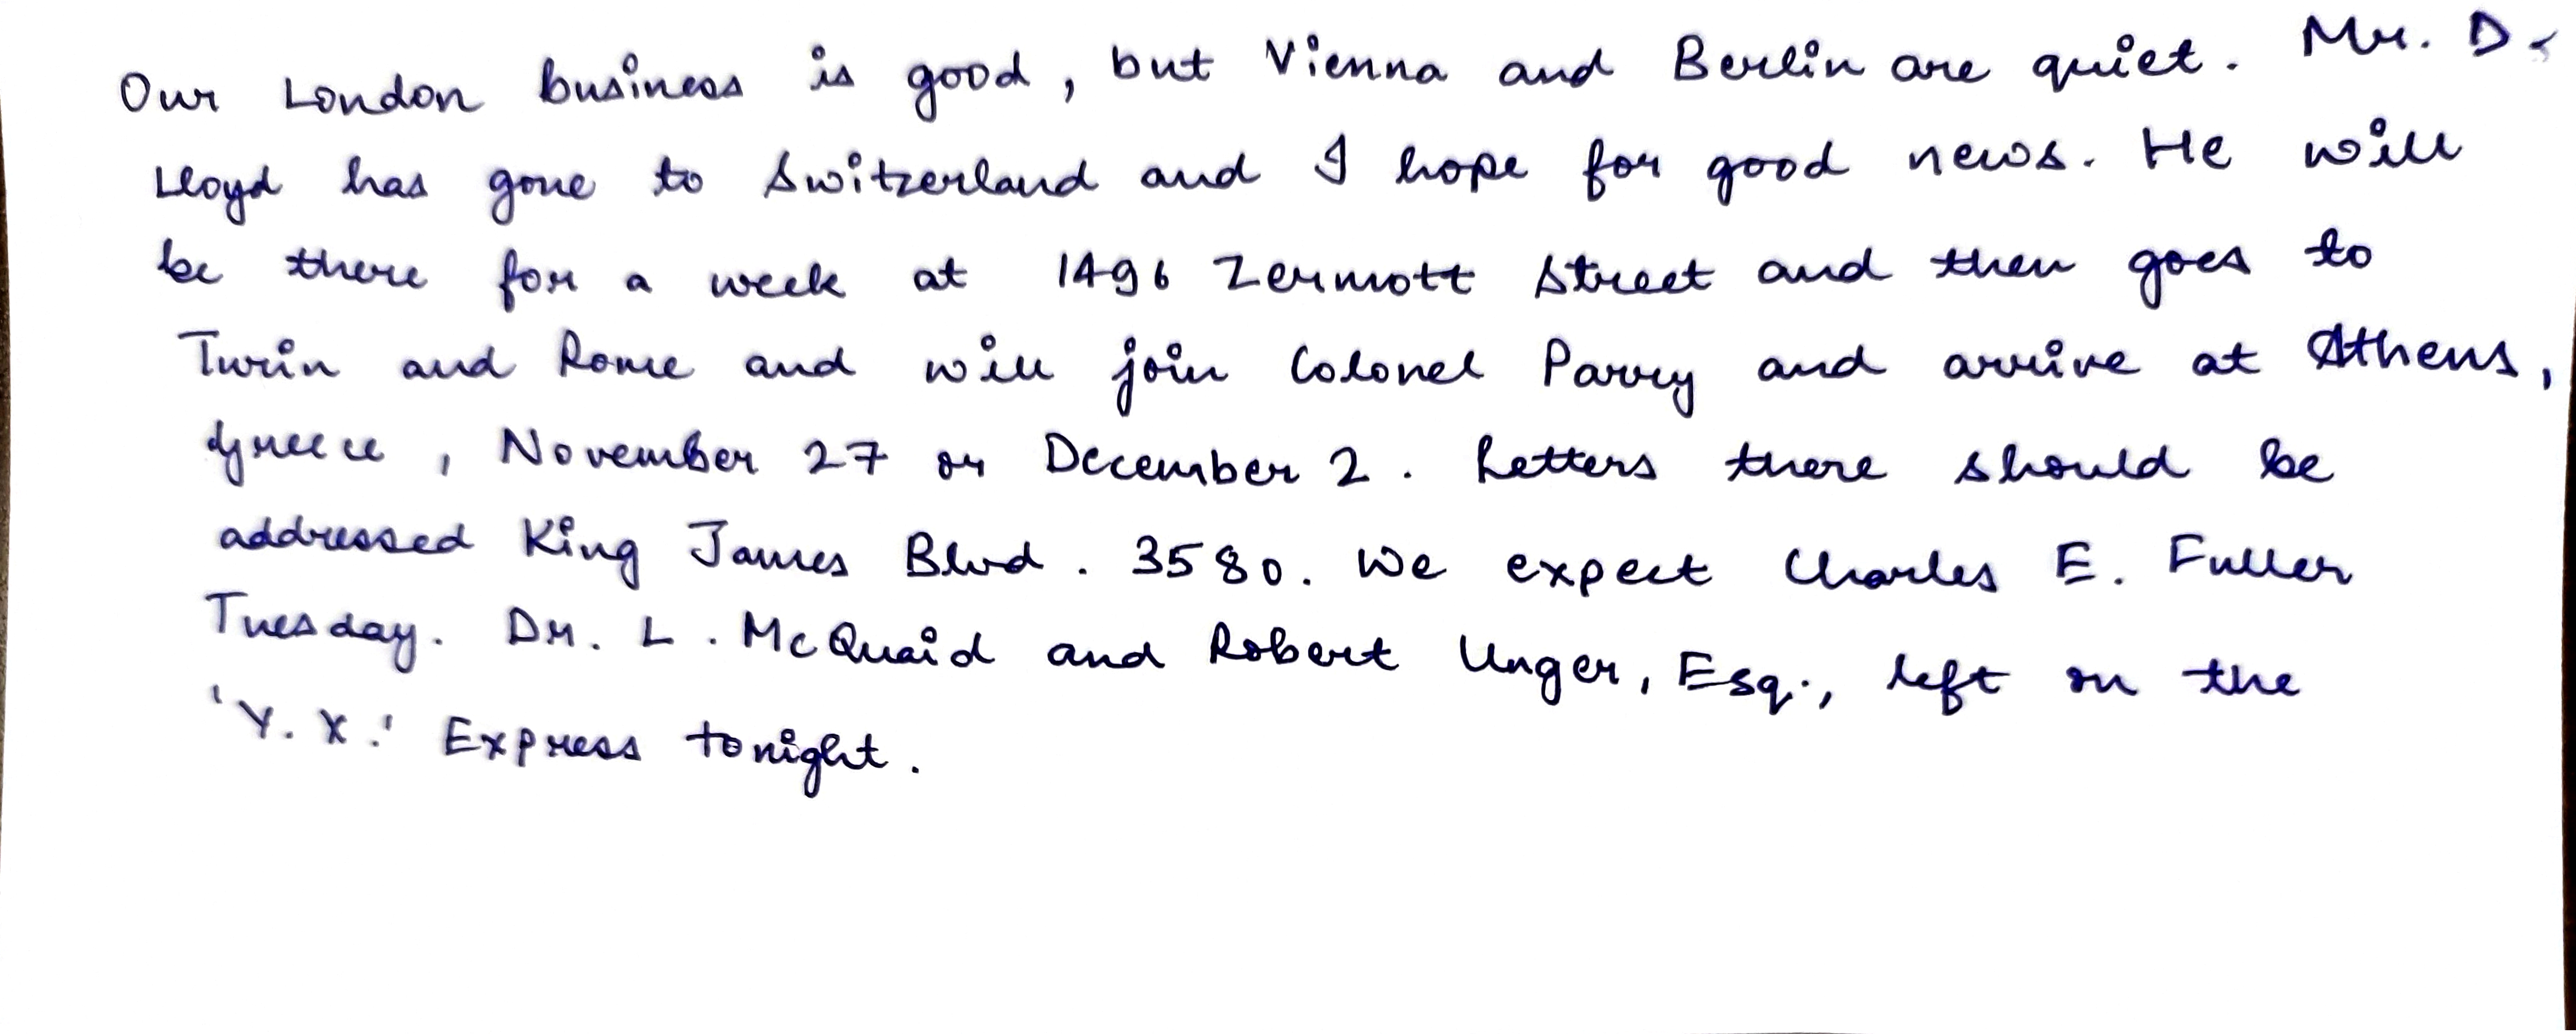 Our London business is good, but Vienna and Berlin are quiet. Mr. D.
Lloyd has gone to Switzerland and I hope for good news. He will
be there for a week at 1496 Zermott Street and then goes to
Turin and Rome and will join Colonel Parry and arrive at Athens,
Greece, November 27 or December 2. Letters there should be
addressed King James Blvd. 3580. We expect Charles E. Fuller
Tuesday. Dr. L. McQuaid and Robert Unger, Esq., left on the
'Y. X.' Express tonight.